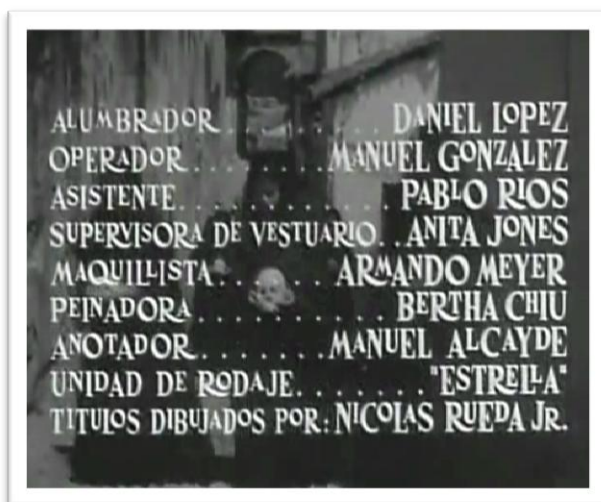 ALUMBRADOR......... DANIEL LOPEZ
OPERADOR........ MANUEL GONZALEZ
ASISTENTE............ PABLO RIOS
SUPERVISORA DE VESTUARIO.. ANITA JONES
MAQUILLISTA...... ARMANDO MEYER
PEINADORA.......... BERTHA CHIU
ANOTADOR....... MANUEL ALCAYDE
UNIDAD DE RODAJE....... "ESTRELLA"
TITULOS DIBUJADOS POR: NICOLAS RUEDA JR.